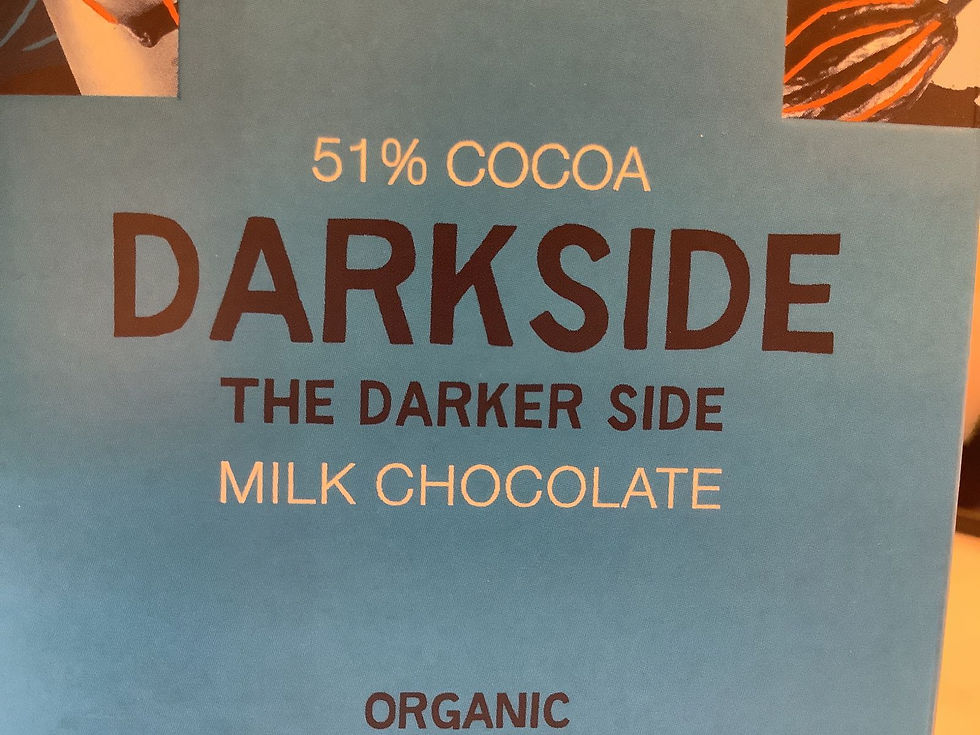 51% COCOA
DARKSIDE
THE DARKER SIDE
MILK CHOCOLATE
ORGANIC